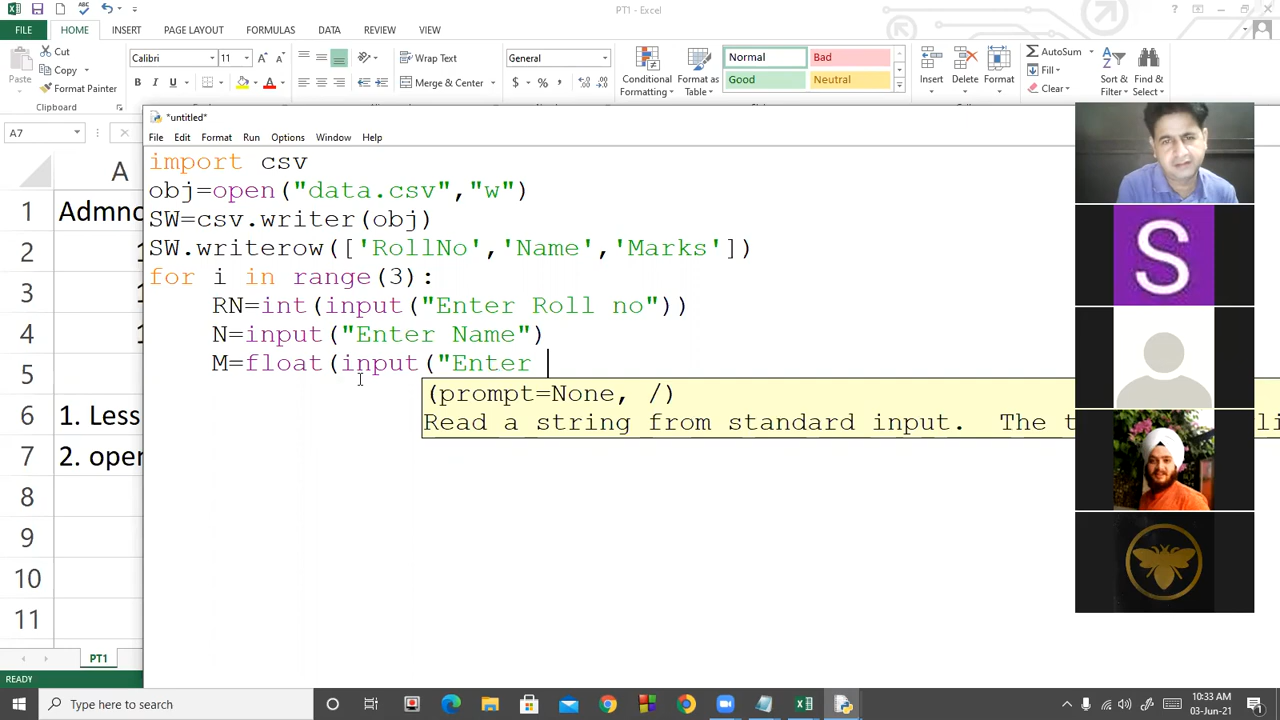 PT1 - Excel
FILE HOME INSERT PAGE LAYOUT FORMULAS DATA REVIEW VIEW
Paste Cut Copy Format Painter
Clipboard
Calibri 11
B I U
Wrap Text
Merge & Center
General
$ % ,
Conditional Formatting
Format as Table
Normal Bad
Good Neutral
Insert Delete Format
AutoSum
Fill
Clear
Sort & Filter
Find & Select
A7
A
1 Admno
2 1
3 1
4 1
5
6 1. Less
7 2. oper
8
9
10
11
PT1
READY
*untitled*
File Edit Format Run Options Window Help
import csv
obj=open("data.csv","w")
SW=csv.writer(obj)
SW.writerow(['RollNo','Name','Marks'])
for i in range(3):
RN=int(input("Enter Roll no"))
N=input("Enter Name")
M=float(input("Enter
(prompt=None, /)
Read a string from standard input. The t
S
Type here to search
10:33 AM
03-Jun-21